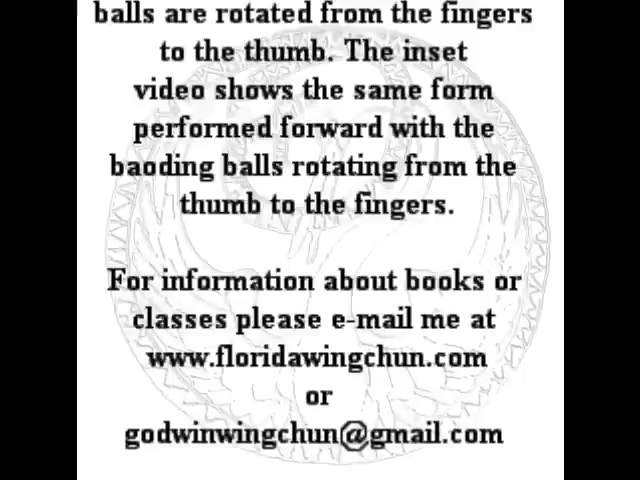 balls are rotated from the fingers
to the thumb. The inset
video shows the same form
performed forward with the
baoding balls rotating from the
thumb to the fingers.
For information about books or
classes please e-mail me at
www.floridawingchun.com
or
godwinwingchun@gmail.com